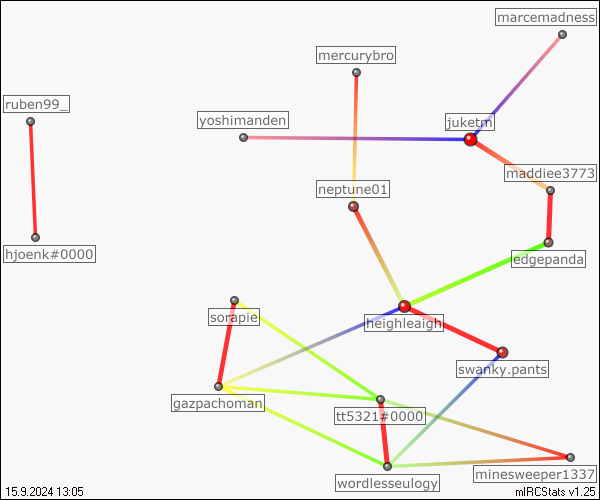 marcemadness
mercurybro
ruben99_
yoshimanden
juketm
maddiee3773
neptune01
hjoenk#0000
edgepanda
sorapie
heighleaigh
swanky.pants
gazpachoman
tt5321#0000
minesweeper1337
wordlesseulogy
15.9.2024 13:05
mIRCStats v1.25